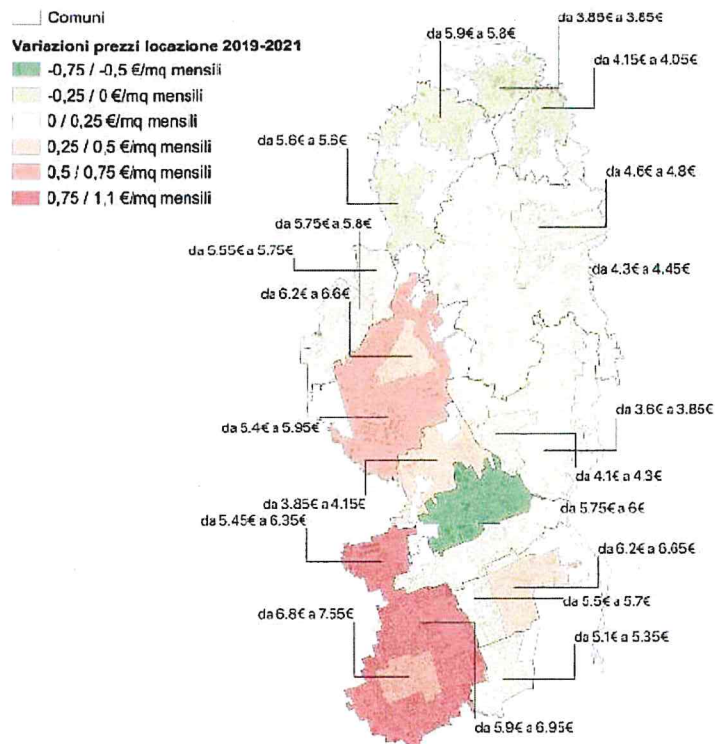 Comuni
Variazioni prezzi locazione 2019-2021
-0,75 / -0,5 €/mq mensili
-0,25 / 0 €/mq mensili
0 / 0,25 €/mq mensili
0,25 / 0,5 €/mq mensili
0,5 / 0,75 €/mq mensili
0,75 / 1,1 €/mq mensili
da 3.85€ a 3.85€
da 5.9€ a 5.8€
da 4.15€ a 4.05€
da 5.6€ a 5.6€
da 4.6€ a 4.8€
da 5.75€ a 5.8€
da 5.55€ a 5.75€
da 4.3€ a 4.45€
da 6.2€ a 6.6€
da 3.6€ a 3.85€
da 5.4€ a 5.95€
da 4.1€ a 4.3€
da 3.85€ a 4.15€
da 5.75€ a 6€
da 5.45€ a 6.35€
da 6.2€ a 6.65€
da 5.5€ a 5.7€
da 6.8€ a 7.55€
da 5.1€ a 5.35€
da 5.9€ a 6.95€